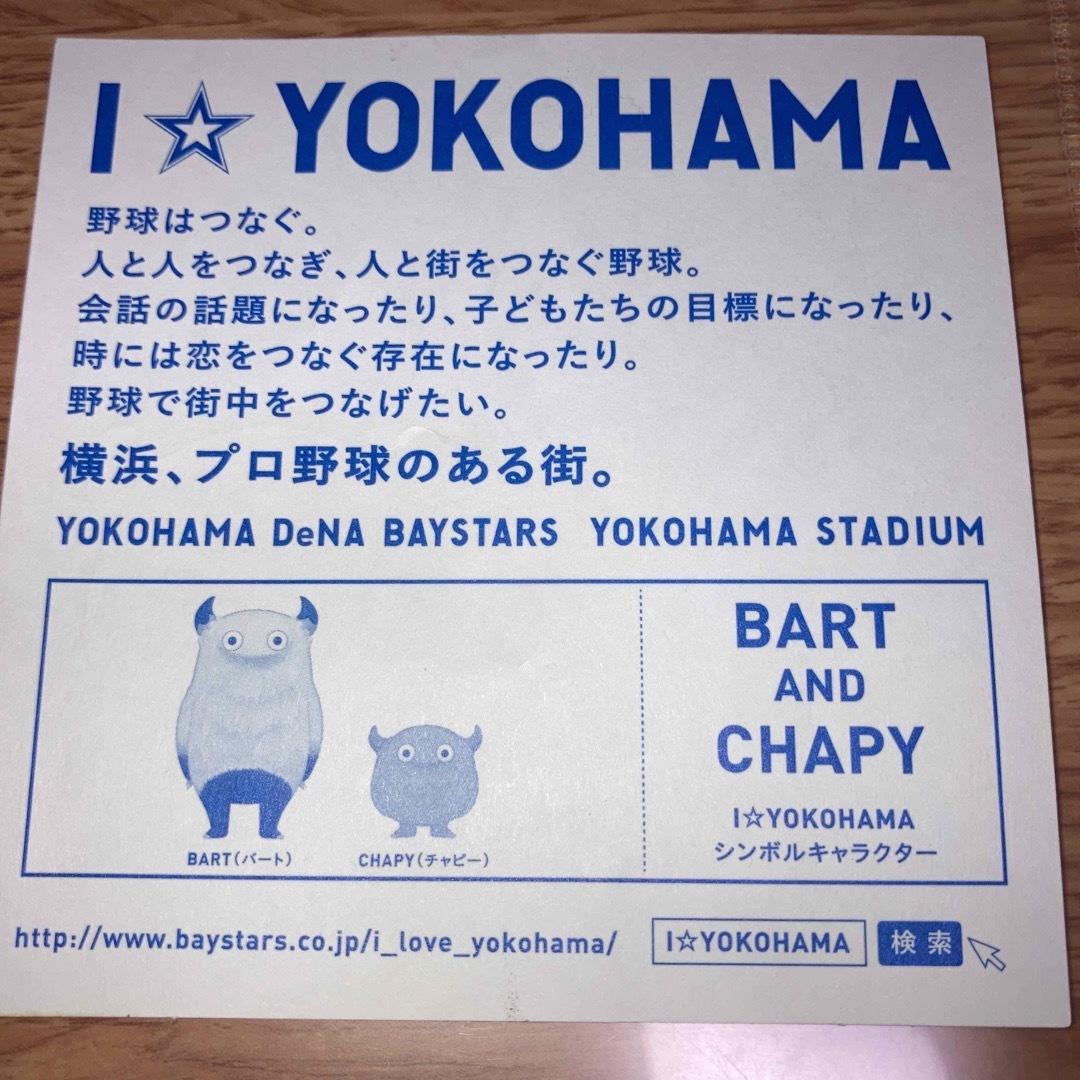 I☆YOKOHAMA
野球はつなぐ。
人と人をつなぎ、人と街をつなぐ野球。
会話の話題になったり、子どもたちの目標になったり、
時には恋をつなぐ存在になったり。
野球で街中をつなげたい。
横浜、プロ野球のある街。
YOKOHAMA DeNA BAYSTARS YOKOHAMA STADIUM
BART(バート)
CHAPY(チャピー)
BART
AND
CHAPY
I☆YOKOHAMA
シンボルキャラクター
http://www.baystars.co.jp/i_love_yokohama/
I☆YOKOHAMA 検索